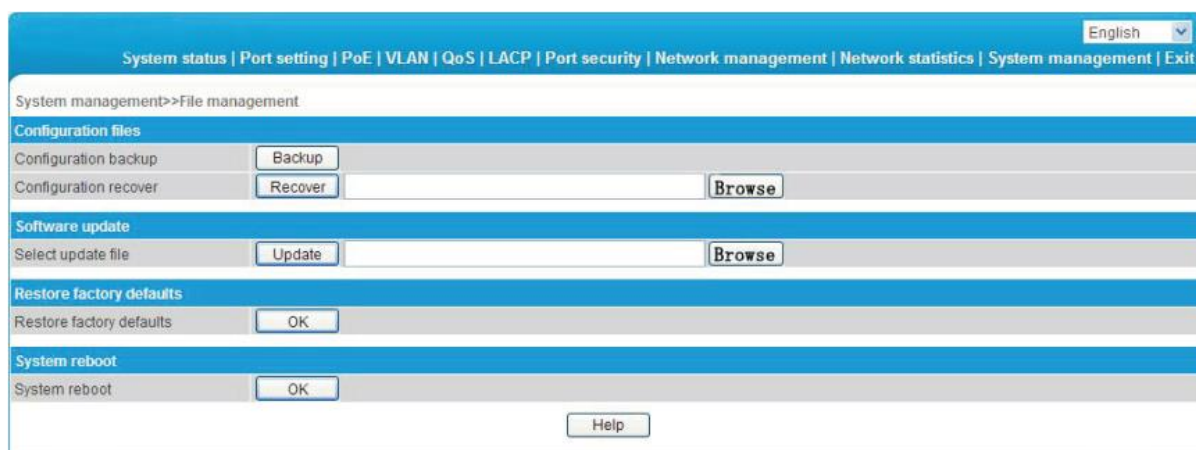 English
System status | Port setting | PoE | VLAN | QoS | LACP | Port security | Network management | Network statistics | System management | Exit
System management>>File management
Configuration files
Configuration backup Backup
Configuration recover Recover Browse
Software update
Select update file Update Browse
Restore factory defaults
Restore factory defaults OK
System reboot
System reboot OK
Help